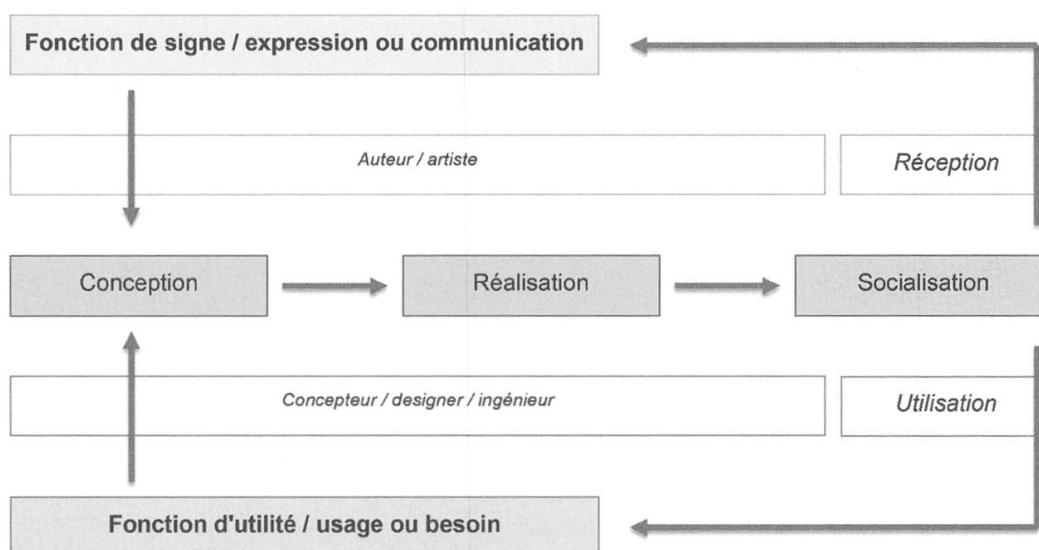 Fonction de signe / expression ou communication
Auteur / artiste
Réception
Conception
Réalisation
Socialisation
Concepteur / designer / ingénieur
Utilisation
Fonction d'utilité / usage ou besoin